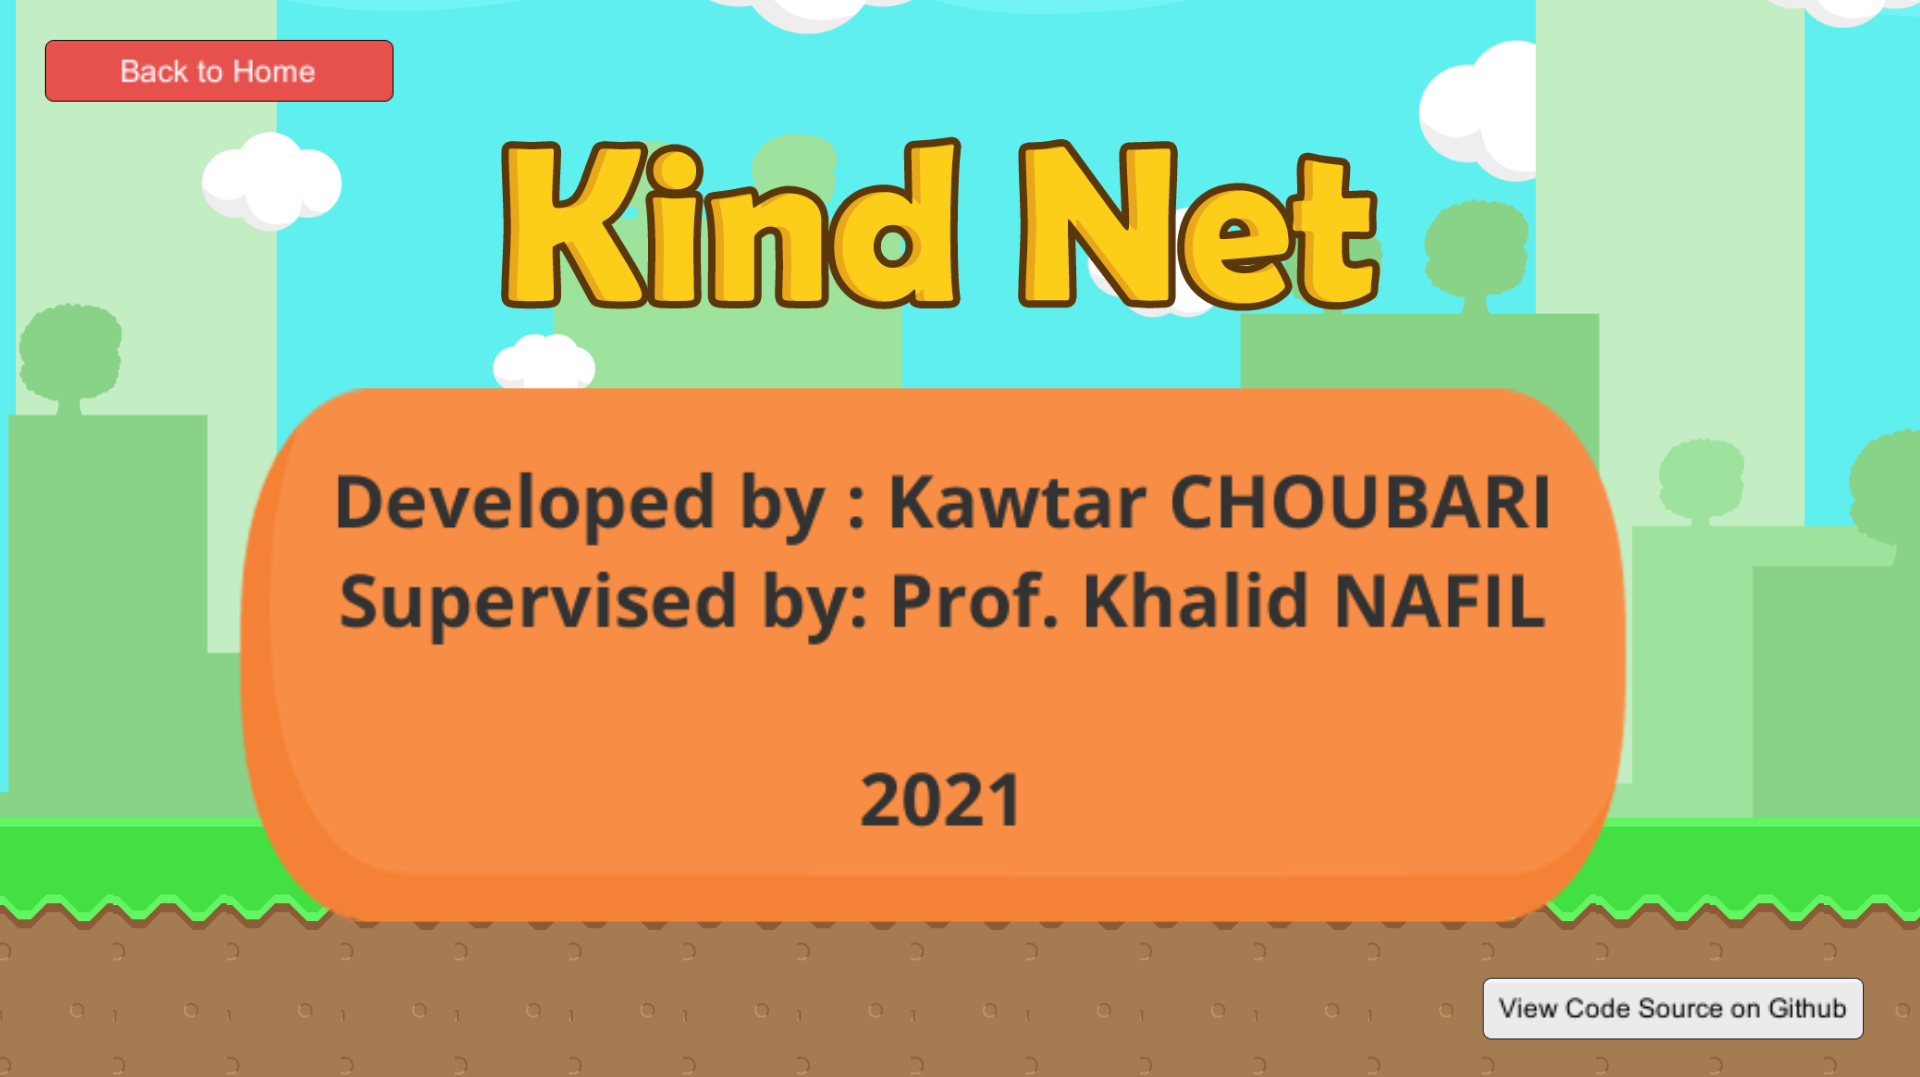 Back to Home
Kind Net
Developed by : Kawtar CHOUBARI
Supervised by: Prof. Khalid NAFIL
2021
View Code Source on Github